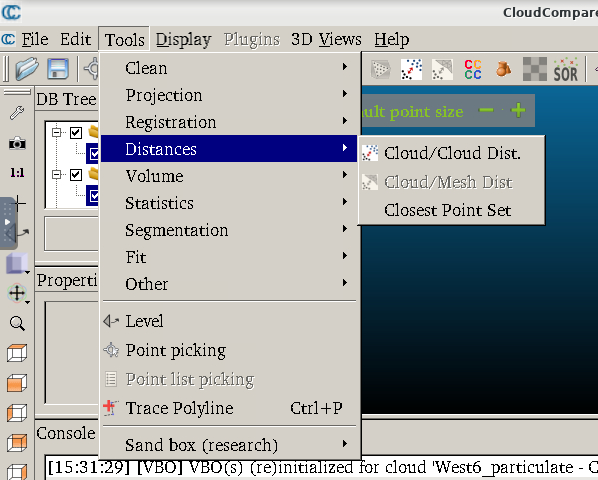 CloudCompare
File Edit Tools Display Plugins 3D Views Help
SOR
DB Tree
ault point size
1:1
Clean
Projection
Registration
Distances
Volume
Statistics
Segmentation
Fit
Other
Level
Point picking
Point list picking
Trace Polyline Ctrl+P
Sand box (research)
Cloud/Cloud Dist.
Cloud/Mesh Dist
Closest Point Set
Properti
Console
[15:31:29] [VBO] VBO(s) (re)initialized for cloud 'West6_particulate - C